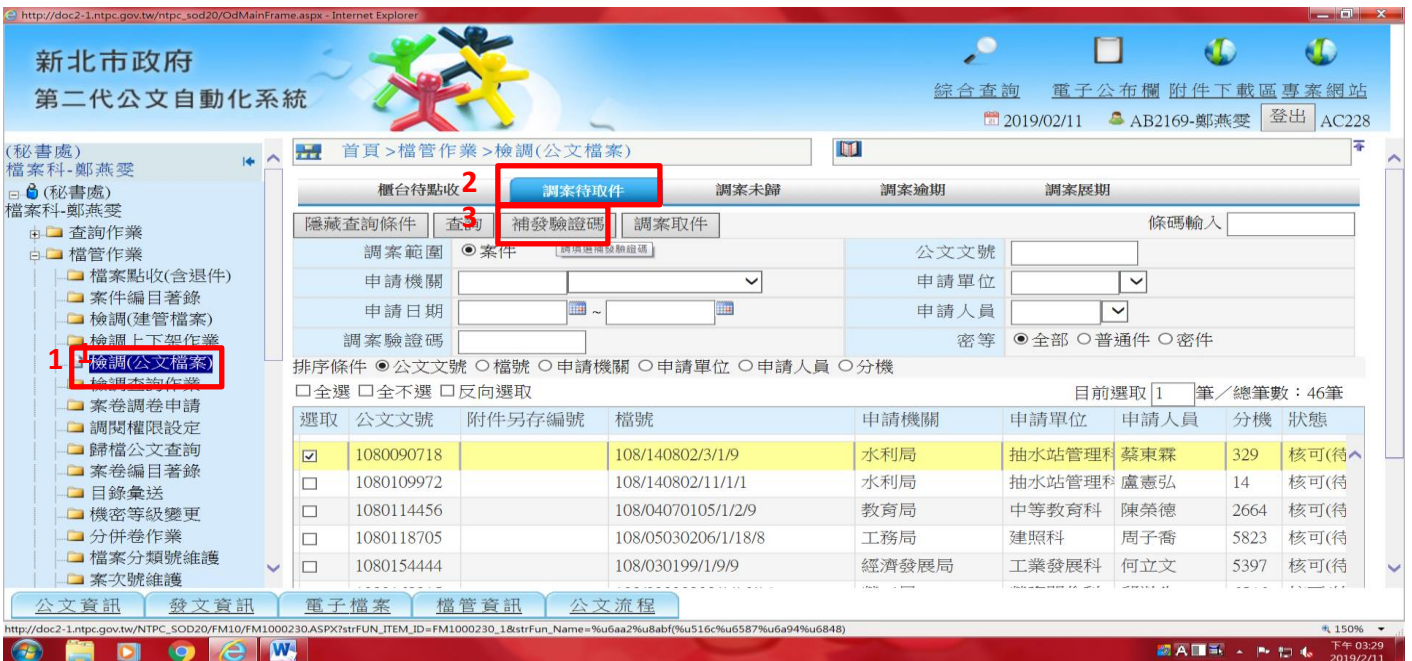 http://doc2-1.ntpc.gov.tw/ntpc_sod20/OdMainFrame.aspx - Internet Explorer
新北市政府
第二代公文自動化系統
綜合查詢 電子公布欄 附件下載區 專案網站
2019/02/11 AB2169-鄭燕雯 登出 AC228
(秘書處)
檔案科-鄭燕雯
(秘書處)
檔案科-鄭燕雯
查詢作業
檔管作業
檔案點收(含退件)
案件編目著錄
檢調(建管檔案)
檢調上下架作業
1 1 檢調(公文檔案)
檢調查詢作業
案卷調卷申請
調閱權限設定
歸檔公文查詢
案卷編目著錄
目錄彙送
機密等級變更
分併卷作業
檔案分類號維護
案次號維護
首頁>檔管作業>檢調(公文檔案)
櫃台待點收 2 調案待取件 調案未歸 調案逾期 調案展期
隱藏查詢條件 查詢 3 補發驗證碼 調案取件 條碼輸入
調案範圍 案件 請填選補發驗證碼 公文文號
申請機關 申請單位
申請日期 ~ 申請人員
調案驗證碼 密等 全部 普通件 密件
排序條件 公文文號 檔號 申請機關 申請單位 申請人員 分機
全選 全不選 反向選取 目前選取 1 筆／總筆數：46筆
選取 公文文號 附件另存編號 檔號 申請機關 申請單位 申請人員 分機 狀態
1080090718 108/140802/3/1/9 水利局 抽水站管理科 蔡東霖 329 核可(待
1080109972 108/140802/11/1/1 水利局 抽水站管理科 盧憲弘 14 核可(待
1080114456 108/04070105/1/2/9 教育局 中等教育科 陳榮德 2664 核可(待
1080118705 108/05030206/1/18/8 工務局 建照科 周子喬 5823 核可(待
1080154444 108/030199/1/9/9 經濟發展局 工業發展科 何立文 5397 核可(待
公文資訊 發文資訊 電子檔案 檔管資訊 公文流程
http://doc2-1.ntpc.gov.tw/NTPC_SOD20/FM10/FM1000230.ASPX?strFUN_ITEM_ID=FM1000230_1&strFun_Name=%u6aa2%u8abf(%u516c%u6587%u6a94%u6848)
150%
下午 03:29
2019/2/11